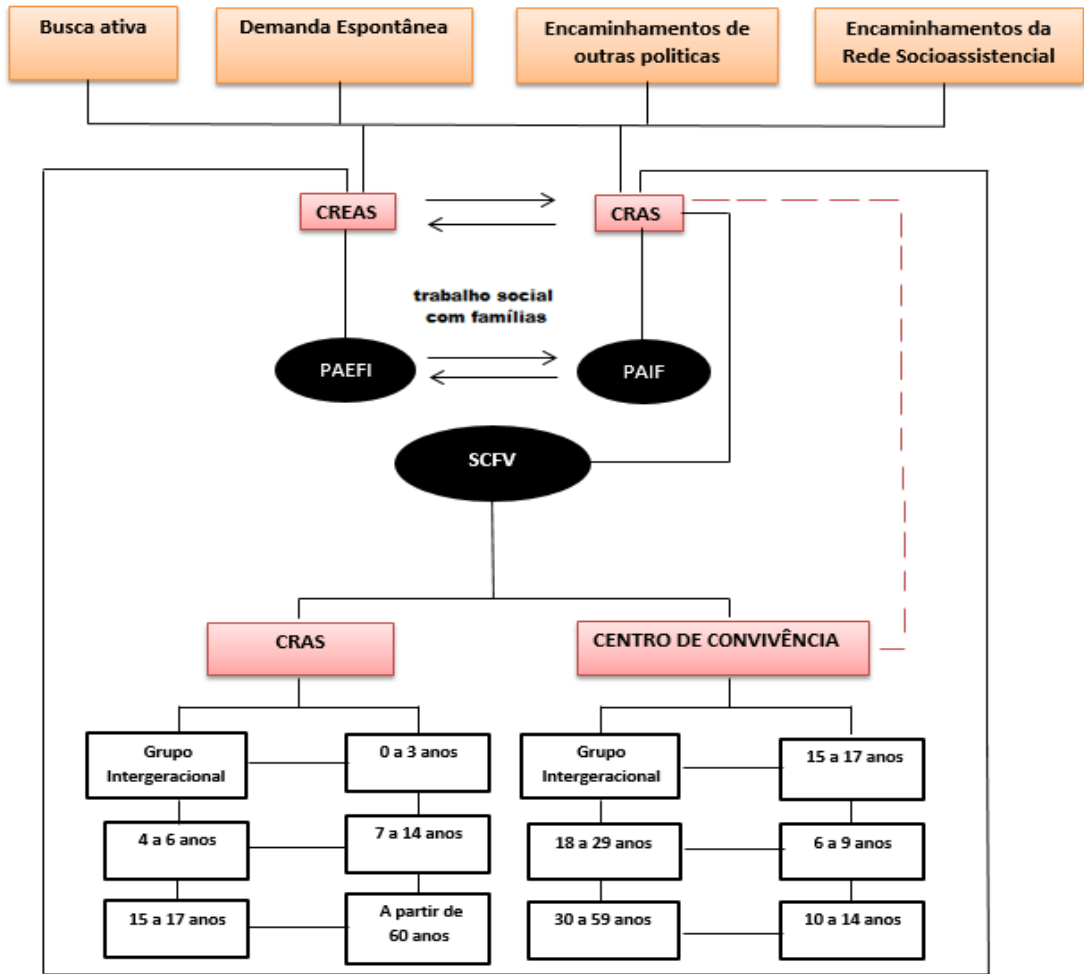 Busca ativa
Demanda Espontânea
Encaminhamentos de
outras politicas
Encaminhamentos da
Rede Socioassistencial
CREAS
CRAS
trabalho social
com famílias
PAEFI
PAIF
SCFV
CRAS
CENTRO DE CONVIVÊNCIA
Grupo
Intergeracional
0 a 3 anos
4 a 6 anos
7 a 14 anos
15 a 17 anos
A partir de
60 anos
Grupo
Intergeracional
15 a 17 anos
18 a 29 anos
6 a 9 anos
30 a 59 anos
10 a 14 anos